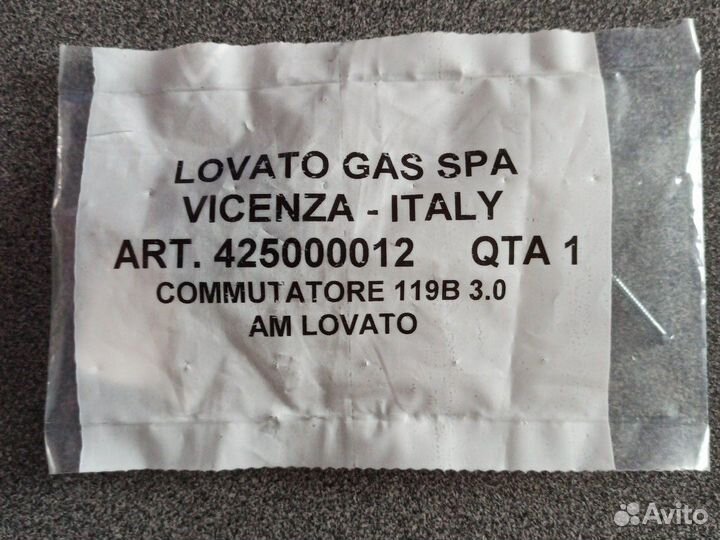 LOVATO GAS SPA
VICENZA - ITALY
ART. 425000012 QTA 1
COMMUTATORE 119B 3.0
AM LOVATO
Avito